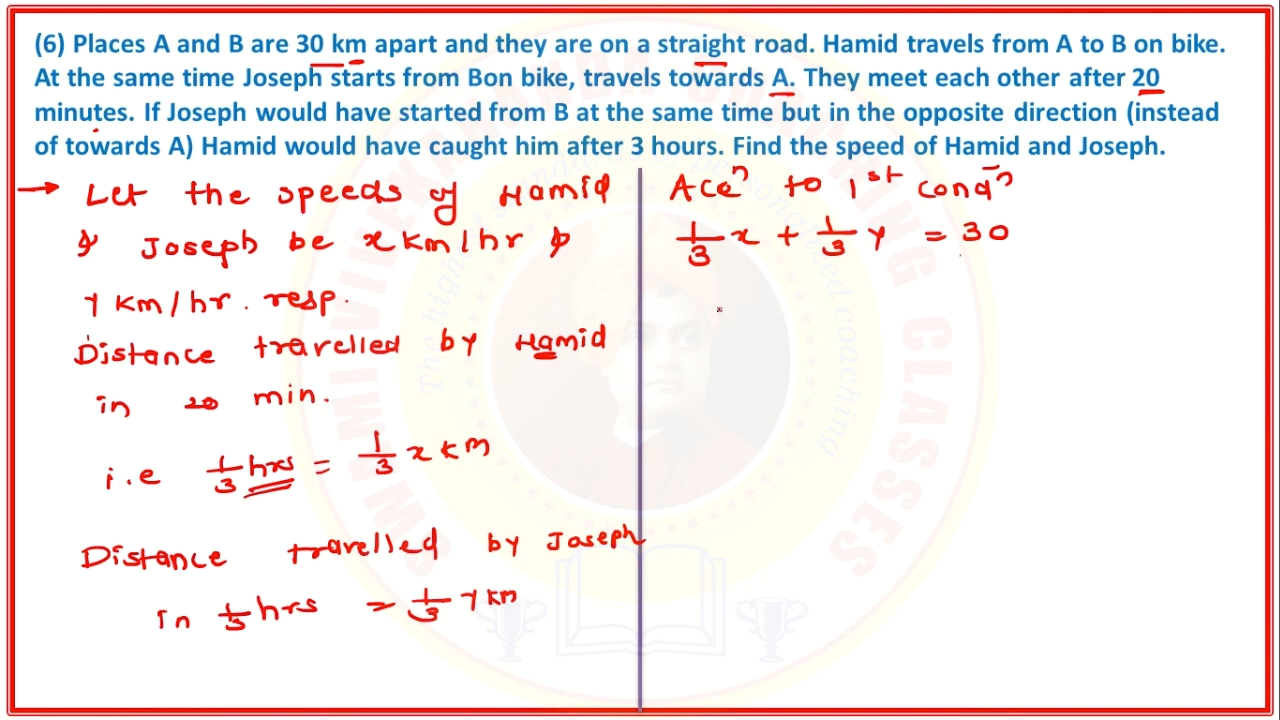 (6) Places A and B are 30 km apart and they are on a straight road. Hamid travels from A to B on bike.
At the same time Joseph starts from Bon bike, travels towards A. They meet each other after 20
minutes. If Joseph would have started from B at the same time but in the opposite direction (instead
of towards A) Hamid would have caught him after 3 hours. Find the speed of Hamid and Joseph.
→ Let the speeds of Hamid
& Joseph be x km/hr &
y km/hr. resp.
Distance travelled by Hamid
in 20 min.
i.e 1/3 hrs = 1/3 x km
Distance travelled by Joseph
in 1/3 hrs = 1/3 y km
Accⁿ to 1st condⁿ
1/3 x + 1/3 y = 30
SWAMI VIVEKANANDA COACHING CLASSES